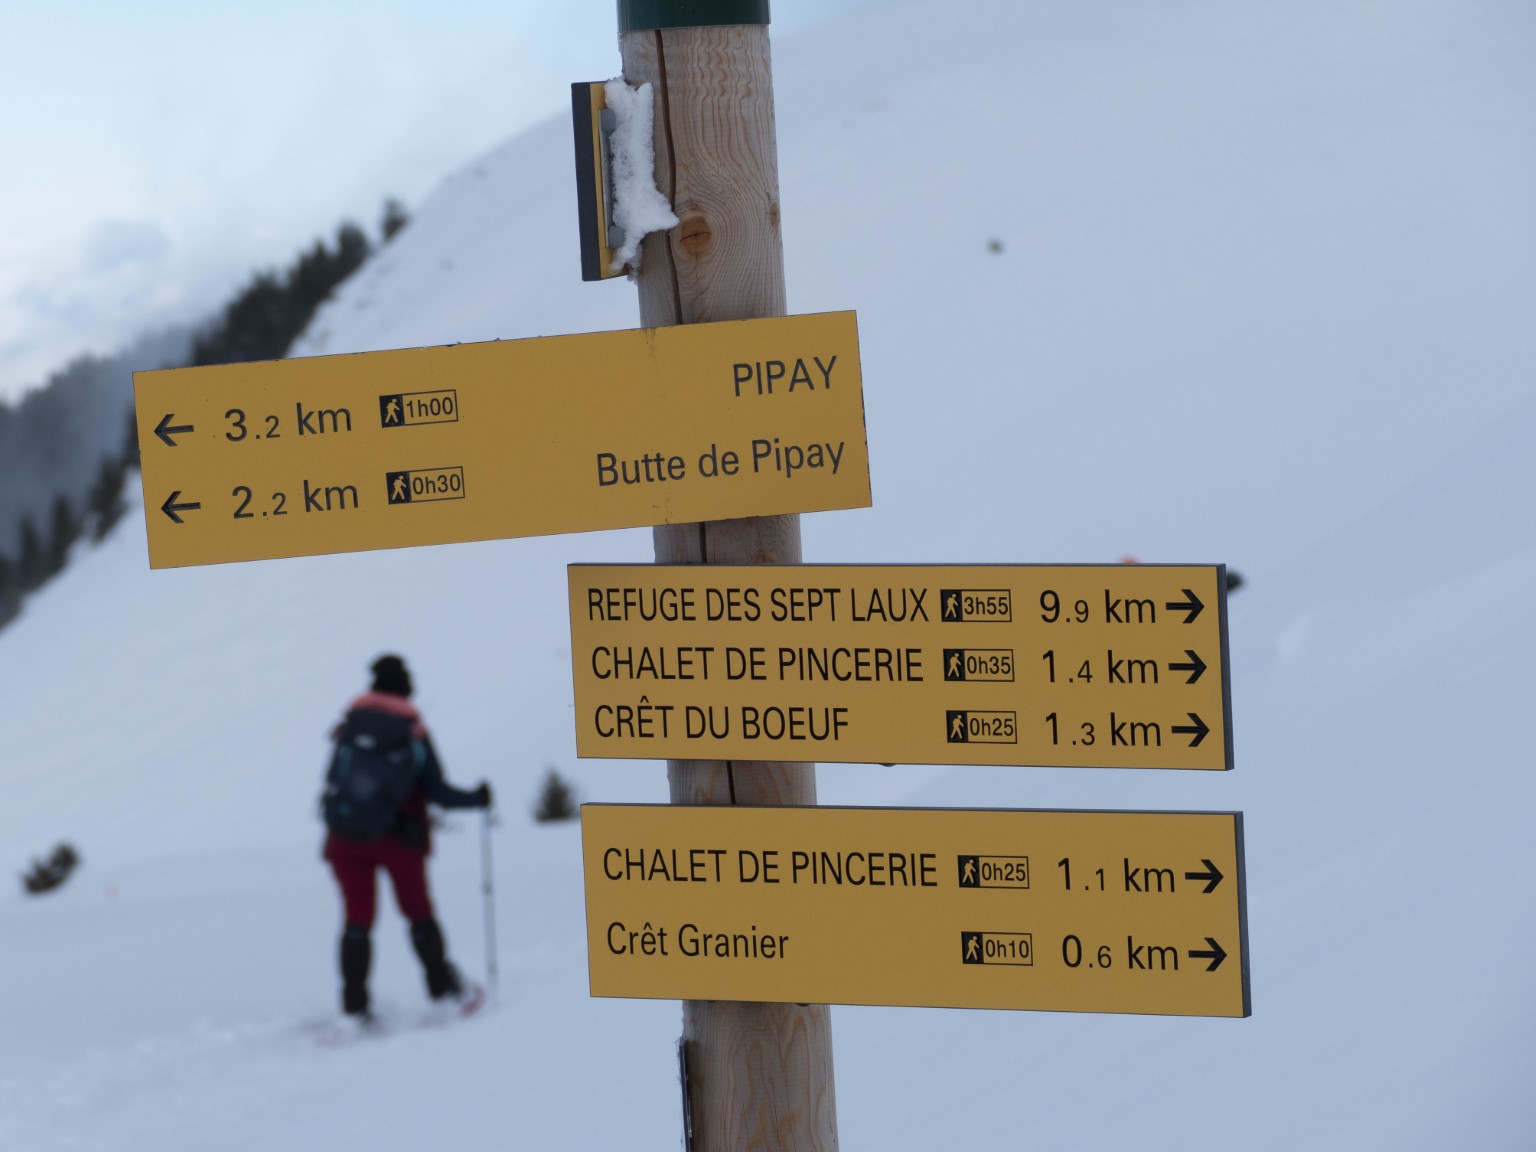 ← 3.2 km 1h00 PIPAY
← 2.2 km 0h30 Butte de Pipay
REFUGE DES SEPT LAUX 3h55 9.9 km →
CHALET DE PINCERIE 0h35 1.4 km →
CRÊT DU BOEUF 0h25 1.3 km →
CHALET DE PINCERIE 0h25 1.1 km →
Crêt Granier 0h10 0.6 km →